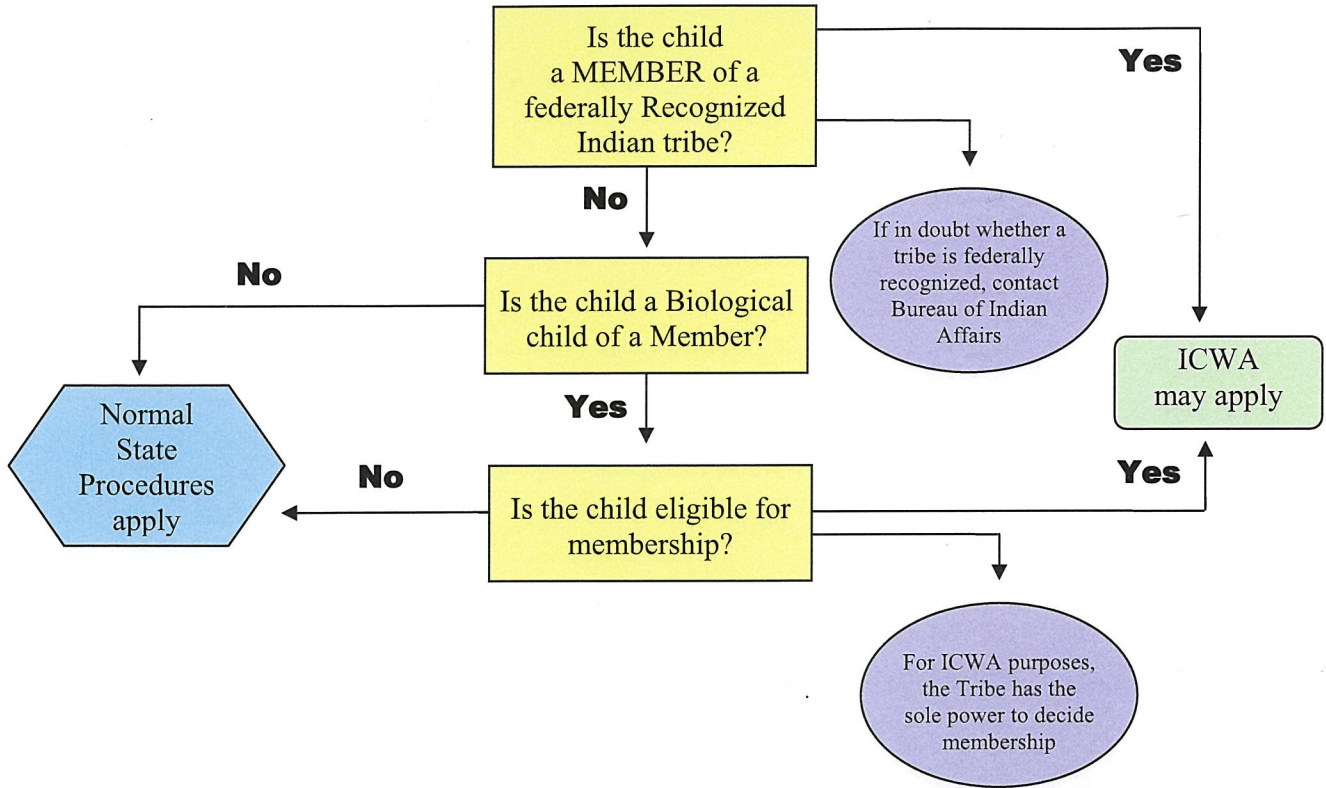 Is the child
a MEMBER of a
federally Recognized
Indian tribe?
Yes
No
If in doubt whether a
tribe is federally
recognized, contact
Bureau of Indian
Affairs
No
Is the child a Biological
child of a Member?
ICWA
may apply
Yes
Normal
State
Procedures
apply
No
Is the child eligible for
membership?
Yes
For ICWA purposes,
the Tribe has the
sole power to decide
membership